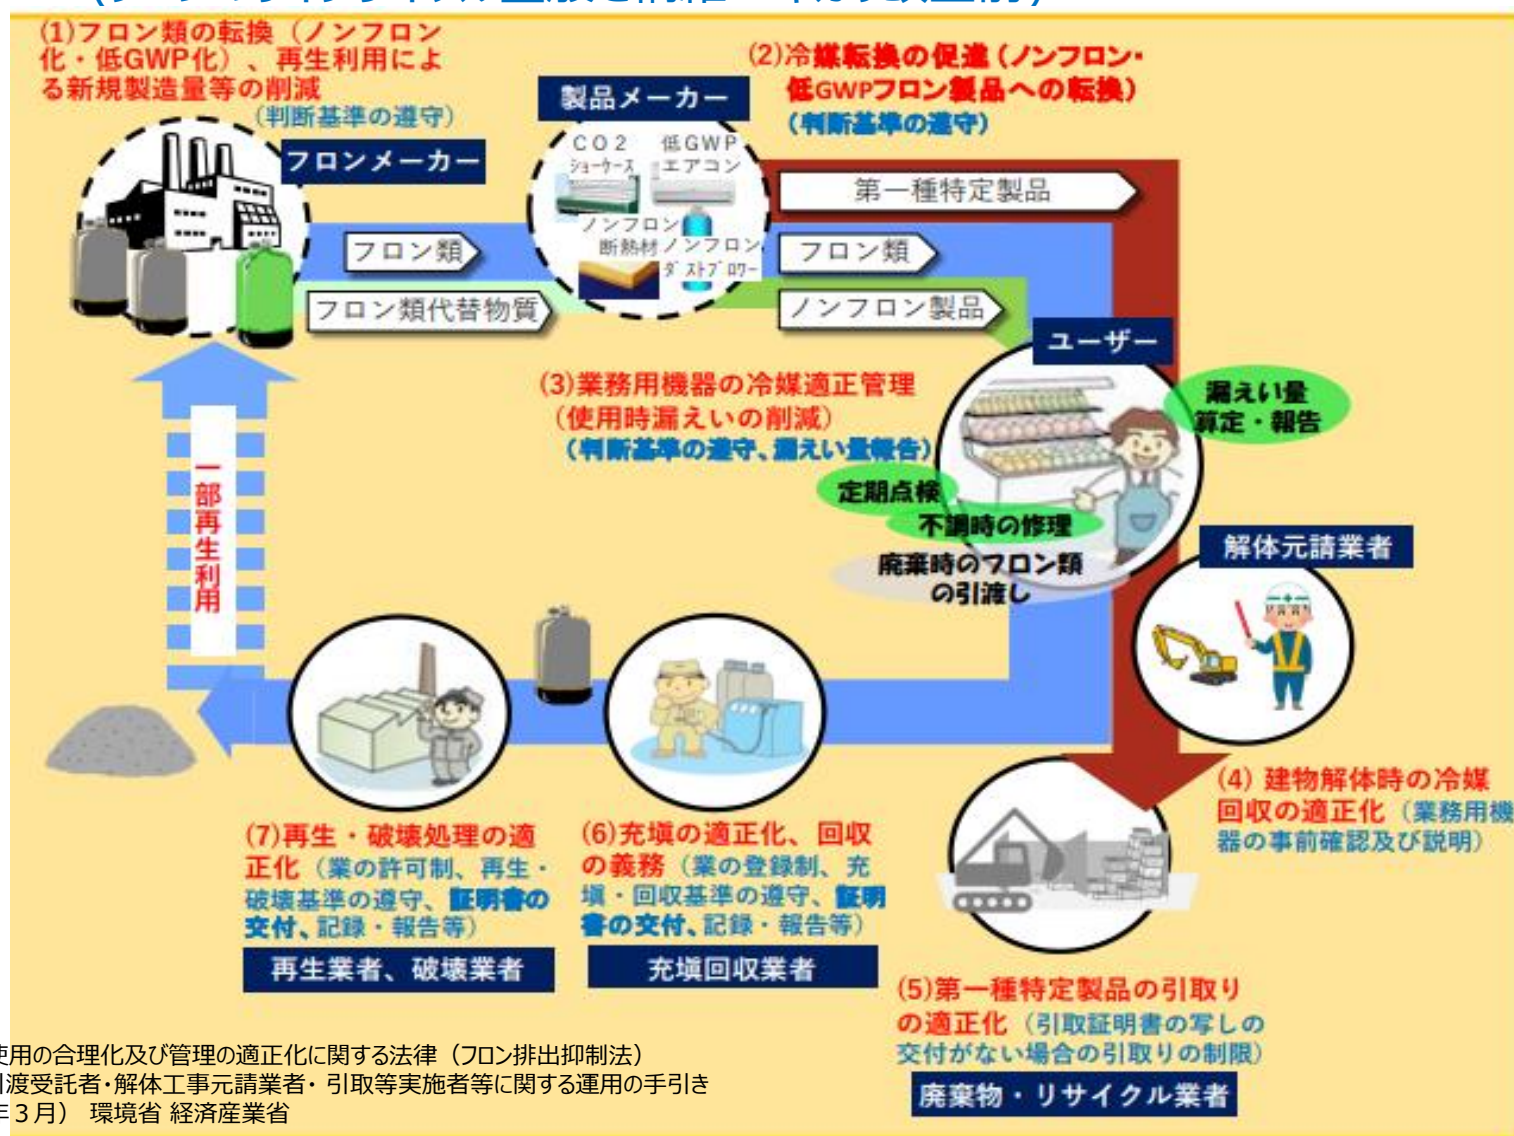 (1)フロン類の転換（ノンフロン
化・低GWP化）、再生利用によ
る新規製造量等の削減
（判断基準の遵守）
フロンメーカー
製品メーカー
(2)冷媒転換の促進（ノンフロン・
低GWPフロン製品への転換）
（判断基準の遵守）
CO2
ショーケース
低GWP
エアコン
ノンフロン
断熱材
ノンフロン
ダストブロワー
第一種特定製品
フロン類
フロン類
フロン類代替物質
ノンフロン製品
ユーザー
(3)業務用機器の冷媒適正管理
（使用時漏えいの削減）
（判断基準の遵守、漏えい量報告）
漏えい量
算定・報告
定期点検
不調時の修理
廃棄時のフロン類
の引渡し
一部再生利用
解体元請業者
(4) 建物解体時の冷媒
回収の適正化（業務用機
器の事前確認及び説明）
(7)再生・破壊処理の適
正化（業の許可制、再生・
破壊基準の遵守、証明書の
交付、記録・報告等）
再生業者、破壊業者
(6)充塡の適正化、回収
の義務（業の登録制、充
塡・回収基準の遵守、証明
書の交付、記録・報告等）
充塡回収業者
(5)第一種特定製品の引取り
の適正化（引取証明書の写しの
交付がない場合の引取りの制限）
廃棄物・リサイクル業者
使用の合理化及び管理の適正化に関する法律（フロン排出抑制法）
引渡受託者・解体工事元請業者・ 引取等実施者等に関する運用の手引き
年３月） 環境省 経済産業省